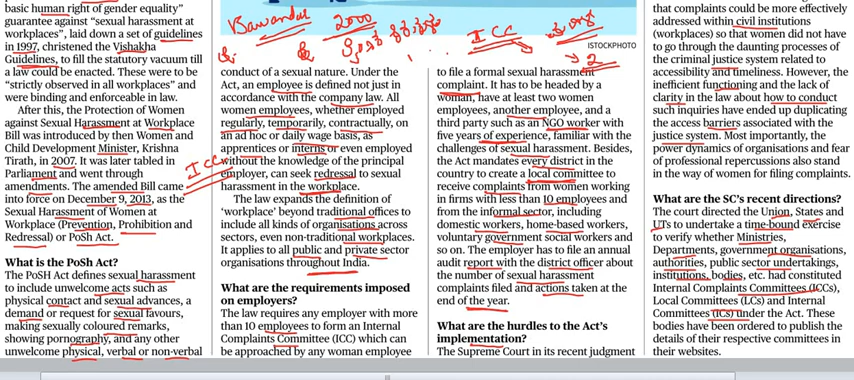 Bawandar 2000
ICC
2
ISTOCKPHOTO
basic human right of gender equality”
guarantee against “sexual harassment at
workplaces”, laid down a set of guidelines
in 1997, christened the Vishakha
Guidelines, to fill the statutory vacuum till
a law could be enacted. These were to be
“strictly observed in all workplaces” and
were binding and enforceable in law.
After this, the Protection of Women
against Sexual Harassment at Workplace
Bill was introduced by then Women and
Child Development Minister, Krishna
Tirath, in 2007. It was later tabled in
Parliament and went through
amendments. The amended Bill came
into force on December 9, 2013, as the
Sexual Harassment of Women at
Workplace (Prevention, Prohibition and
Redressal) or PoSh Act.
What is the PoSh Act?
The PoSH Act defines sexual harassment
to include unwelcome acts such as
physical contact and sexual advances, a
demand or request for sexual favours,
making sexually coloured remarks,
showing pornography, and any other
unwelcome physical, verbal or non-verbal
ICC
conduct of a sexual nature. Under the
Act, an employee is defined not just in
accordance with the company law. All
women employees, whether employed
regularly, temporarily, contractually, on
an ad hoc or daily wage basis, as
apprentices or interns or even employed
without the knowledge of the principal
employer, can seek redressal to sexual
harassment in the workplace.
The law expands the definition of
‘workplace’ beyond traditional offices to
include all kinds of organisations across
sectors, even non-traditional workplaces.
It applies to all public and private sector
organisations throughout India.
What are the requirements imposed
on employers?
The law requires any employer with more
than 10 employees to form an Internal
Complaints Committee (ICC) which can
be approached by any woman employee
to file a formal sexual harassment
complaint. It has to be headed by a
woman, have at least two women
employees, another employee, and a
third party such as an NGO worker with
five years of experience, familiar with the
challenges of sexual harassment. Besides,
the Act mandates every district in the
country to create a local committee to
receive complaints from women working
in firms with less than 10 employees and
from the informal sector, including
domestic workers, home-based workers,
voluntary government social workers and
so on. The employer has to file an annual
audit report with the district officer about
the number of sexual harassment
complaints filed and actions taken at the
end of the year.
What are the hurdles to the Act’s
implementation?
The Supreme Court in its recent judgment
that complaints could be more effectively
addressed within civil institutions
(workplaces) so that women did not have
to go through the daunting processes of
the criminal justice system related to
accessibility and timeliness. However, the
inefficient functioning and the lack of
clarity in the law about how to conduct
such inquiries have ended up duplicating
the access barriers associated with the
justice system. Most importantly, the
power dynamics of organisations and fear
of professional repercussions also stand
in the way of women for filing complaints.
What are the SC’s recent directions?
The court directed the Union, States and
UTs to undertake a time-bound exercise
to verify whether Ministries,
Departments, government organisations,
authorities, public sector undertakings,
institutions, bodies, etc. had constituted
Internal Complaints Committees (ICCs),
Local Committees (LCs) and Internal
Committees (ICs) under the Act. These
bodies have been ordered to publish the
details of their respective committees in
their websites.